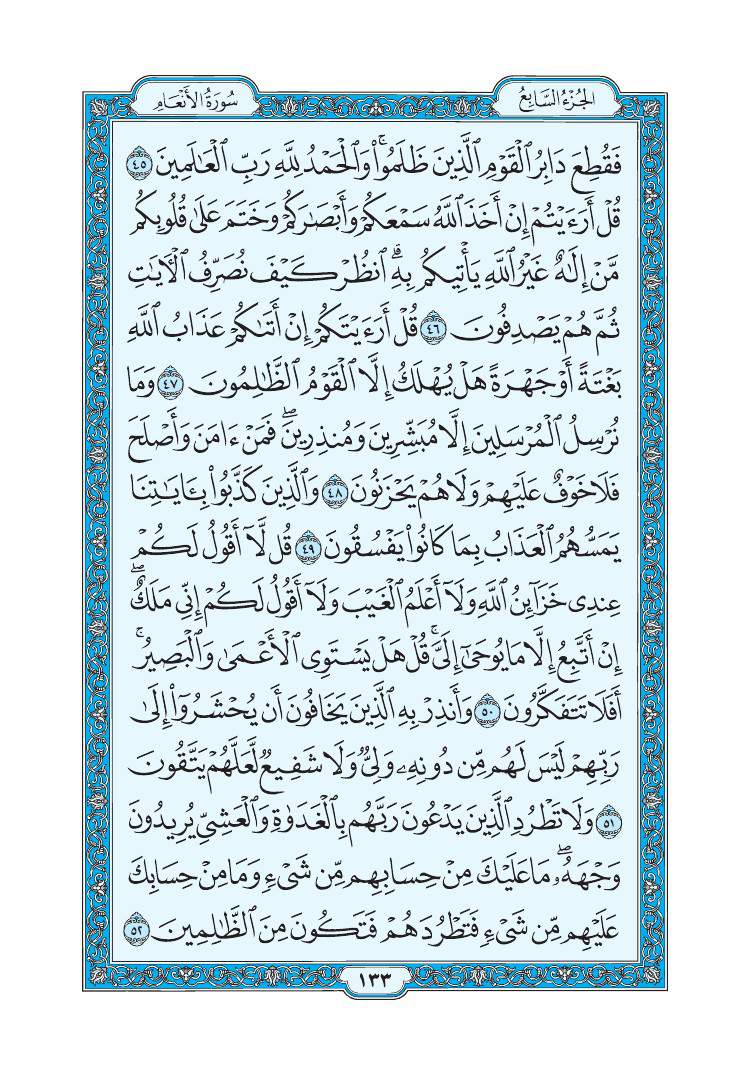 الجُزْءُ السَّابِعُ
سُورَةُ الأَنْعَامِ
فَقُطِعَ دَابِرُ ٱلْقَوْمِ ٱلَّذِينَ ظَلَمُوا۟ ۚ وَٱلْحَمْدُ لِلَّهِ رَبِّ ٱلْعَـٰلَمِينَ ٤٥
قُلْ أَرَءَيْتُمْ إِنْ أَخَذَ ٱللَّهُ سَمْعَكُمْ وَأَبْصَـٰرَكُمْ وَخَتَمَ عَلَىٰ قُلُوبِكُم
مَّنْ إِلَـٰهٌ غَيْرُ ٱللَّهِ يَأْتِيكُم بِهِ ۗ ٱنظُرْ كَيْفَ نُصَرِّفُ ٱلْـَٔايَـٰتِ
ثُمَّ هُمْ يَصْدِفُونَ ٤٦ قُلْ أَرَءَيْتَكُمْ إِنْ أَتَىٰكُمْ عَذَابُ ٱللَّهِ
بَغْتَةً أَوْ جَهْرَةً هَلْ يُهْلَكُ إِلَّا ٱلْقَوْمُ ٱلظَّـٰلِمُونَ ٤٧ وَمَا
نُرْسِلُ ٱلْمُرْسَلِينَ إِلَّا مُبَشِّرِينَ وَمُنذِرِينَ ۖ فَمَنْ ءَامَنَ وَأَصْلَحَ
فَلَا خَوْفٌ عَلَيْهِمْ وَلَا هُمْ يَحْزَنُونَ ٤٨ وَٱلَّذِينَ كَذَّبُوا۟ بِـَٔايَـٰتِنَا
يَمَسُّهُمُ ٱلْعَذَابُ بِمَا كَانُوا۟ يَفْسُقُونَ ٤٩ قُل لَّآ أَقُولُ لَكُمْ
عِندِى خَزَآئِنُ ٱللَّهِ وَلَآ أَعْلَمُ ٱلْغَيْبَ وَلَآ أَقُولُ لَكُمْ إِنِّى مَلَكٌ ۖ
إِنْ أَتَّبِعُ إِلَّا مَا يُوحَىٰٓ إِلَىَّ ۚ قُلْ هَلْ يَسْتَوِى ٱلْأَعْمَىٰ وَٱلْبَصِيرُ ۚ
أَفَلَا تَتَفَكَّرُونَ ٥٠ وَأَنذِرْ بِهِ ٱلَّذِينَ يَخَافُونَ أَن يُحْشَرُوٓا۟ إِلَىٰ
رَبِّهِمْ لَيْسَ لَهُم مِّن دُونِهِۦ وَلِىٌّ وَلَا شَفِيعٌ لَّعَلَّهُمْ يَتَّقُونَ
٥١ وَلَا تَطْرُدِ ٱلَّذِينَ يَدْعُونَ رَبَّهُم بِٱلْغَدَوٰةِ وَٱلْعَشِىِّ يُرِيدُونَ
وَجْهَهُۥ ۖ مَا عَلَيْكَ مِنْ حِسَابِهِم مِّن شَىْءٍ وَمَا مِنْ حِسَابِكَ
عَلَيْهِم مِّن شَىْءٍ فَتَطْرُدَهُمْ فَتَكُونَ مِنَ ٱلظَّـٰلِمِينَ ٥٢
١٣٣